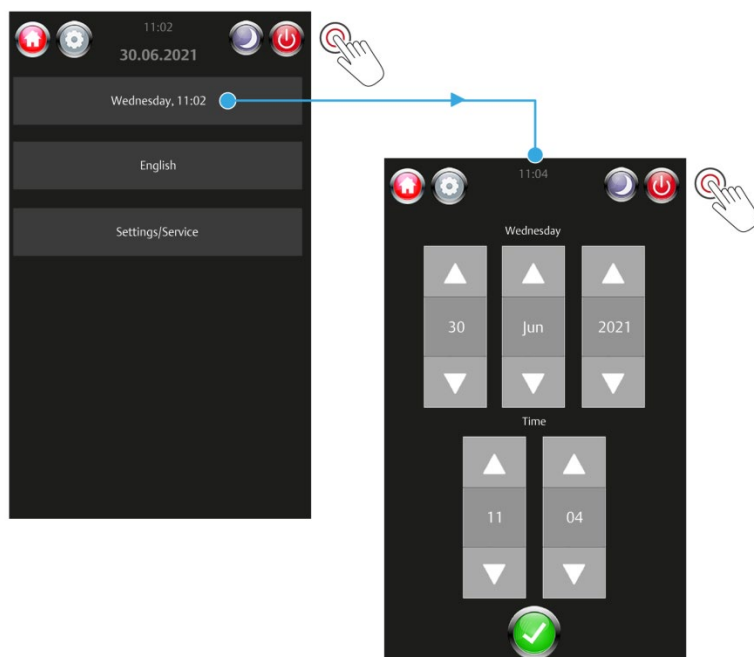 11:02
30.06.2021
Wednesday, 11:02
English
Settings/Service
11:04
Wednesday
30 Jun 2021
Time
11 04